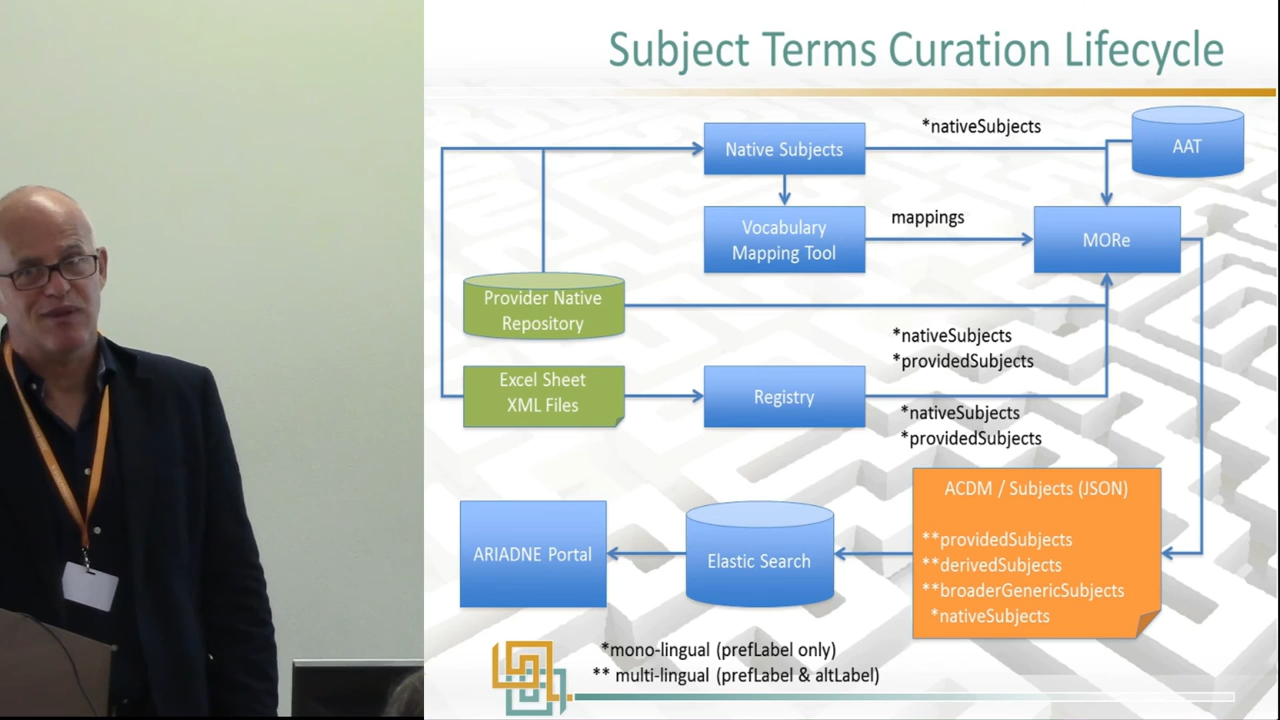 Subject Terms Curation Lifecycle
*nativeSubjects
AAT
Native Subjects
mappings
Vocabulary
Mapping Tool
MORe
Provider Native
Repository
*nativeSubjects
*providedSubjects
Excel Sheet
XML Files
Registry
*nativeSubjects
*providedSubjects
ACDM / Subjects (JSON)
**providedSubjects
**derivedSubjects
**broaderGenericSubjects
*nativeSubjects
ARIADNE Portal
Elastic Search
*mono-lingual (prefLabel only)
** multi-lingual (prefLabel & altLabel)